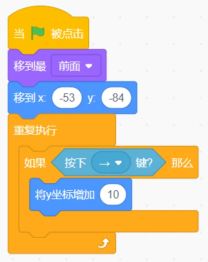 当 被点击
移到最 前面
移到 x: -53 y: -84
重复执行
如果 按下 → 键? 那么
将y坐标增加 10